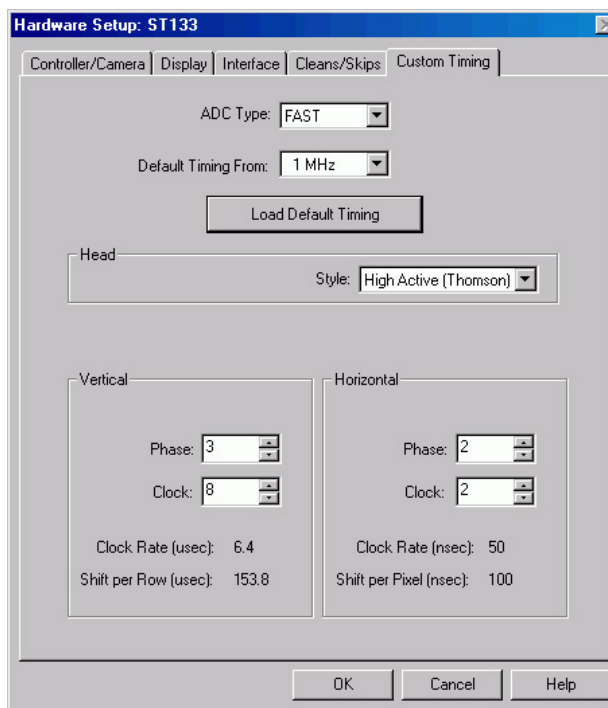 Hardware Setup: ST133
Controller/Camera Display Interface Cleans/Skips Custom Timing
ADC Type: FAST
Default Timing From: 1 MHz
Load Default Timing
Head
Style: High Active (Thomson)
Vertical
Phase: 3
Clock: 8
Clock Rate (usec): 6.4
Shift per Row (usec): 153.8
Horizontal
Phase: 2
Clock: 2
Clock Rate (nsec): 50
Shift per Pixel (nsec): 100
OK Cancel Help